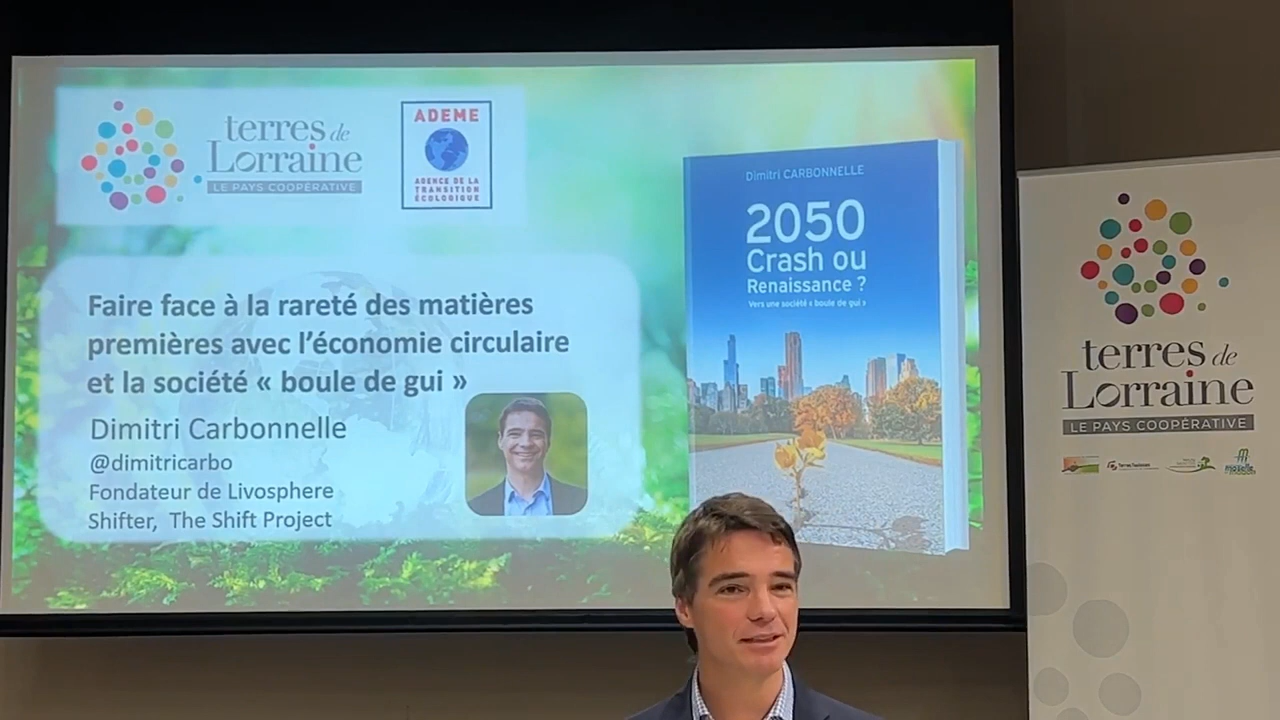 terres de
Lorraine
LE PAYS COOPÉRATIVE
ADEME
AGENCE DE LA
TRANSITION
ÉCOLOGIQUE
Faire face à la rareté des matières
premières avec l’économie circulaire
et la société « boule de gui »
Dimitri Carbonnelle
@dimitricarbo
Fondateur de Livosphere
Shifter, The Shift Project
Dimitri CARBONNELLE
2050
Crash ou
Renaissance ?
Vers une société « boule de gui »
terres de
Lorraine
LE PAYS COOPÉRATIVE